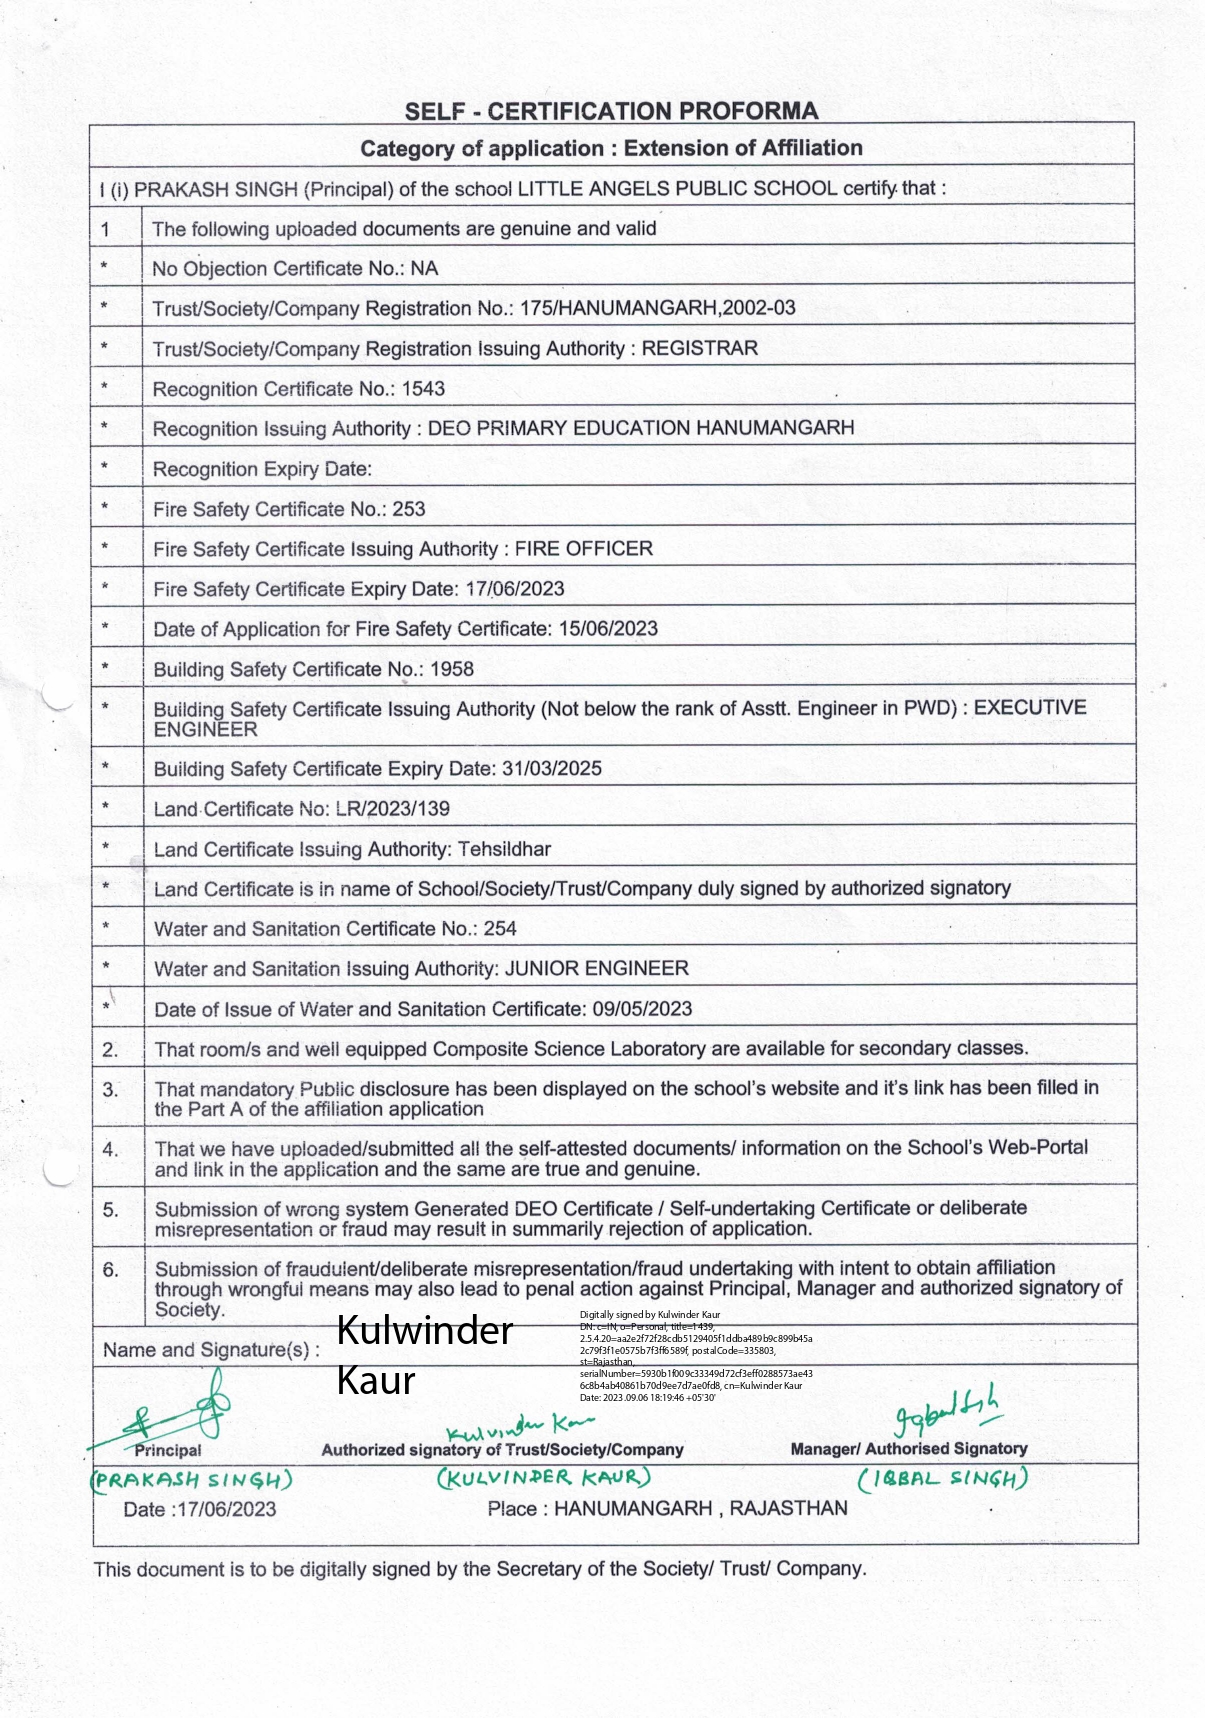 SELF - CERTIFICATION PROFORMA
Category of application : Extension of Affiliation
I (i) PRAKASH SINGH (Principal) of the school LITTLE ANGELS PUBLIC SCHOOL certify that :
1 The following uploaded documents are genuine and valid
* No Objection Certificate No.: NA
* Trust/Society/Company Registration No.: 175/HANUMANGARH,2002-03
* Trust/Society/Company Registration Issuing Authority : REGISTRAR
* Recognition Certificate No.: 1543
* Recognition Issuing Authority : DEO PRIMARY EDUCATION HANUMANGARH
* Recognition Expiry Date:
* Fire Safety Certificate No.: 253
* Fire Safety Certificate Issuing Authority : FIRE OFFICER
* Fire Safety Certificate Expiry Date: 17/06/2023
* Date of Application for Fire Safety Certificate: 15/06/2023
* Building Safety Certificate No.: 1958
* Building Safety Certificate Issuing Authority (Not below the rank of Asstt. Engineer in PWD) : EXECUTIVE
ENGINEER
* Building Safety Certificate Expiry Date: 31/03/2025
* Land Certificate No: LR/2023/139
* Land Certificate Issuing Authority: Tehsildhar
* Land Certificate is in name of School/Society/Trust/Company duly signed by authorized signatory
* Water and Sanitation Certificate No.: 254
* Water and Sanitation Issuing Authority: JUNIOR ENGINEER
* Date of Issue of Water and Sanitation Certificate: 09/05/2023
2. That room/s and well equipped Composite Science Laboratory are available for secondary classes.
3. That mandatory Public disclosure has been displayed on the school's website and it's link has been filled in
the Part A of the affiliation application
4. That we have uploaded/submitted all the self-attested documents/ information on the School's Web-Portal
and link in the application and the same are true and genuine.
5. Submission of wrong system Generated DEO Certificate / Self-undertaking Certificate or deliberate
misrepresentation or fraud may result in summarily rejection of application.
6. Submission of fraudulent/deliberate misrepresentation/fraud undertaking with intent to obtain affiliation
through wrongful means may also lead to penal action against Principal, Manager and authorized signatory of
Society.
Name and Signature(s) :
Kulwinder
Kaur
Digitally signed by Kulwinder Kaur
DN: c=IN, o=Personal, title=1439,
2.5.4.20=aa2e2f72f28cdb5129405f1ddba489b9c899b45a
2c79f3f1e0575b7f3ff6589f, postalCode=335803,
st=Rajasthan,
serialNumber=5930b1f009c33349d72cf3eff0288573ae43
6c8b4ab40861b70d9ee7d7ae0fd8, cn=Kulwinder Kaur
Date: 2023.09.06 18:19:46 +05'30'
Kulvinder Kaur
Iqbal Singh
Principal Authorized signatory of Trust/Society/Company Manager/ Authorised Signatory
(PRAKASH SINGH) (KULVINDER KAUR) (IQBAL SINGH)
Date :17/06/2023 Place : HANUMANGARH , RAJASTHAN
This document is to be digitally signed by the Secretary of the Society/ Trust/ Company.